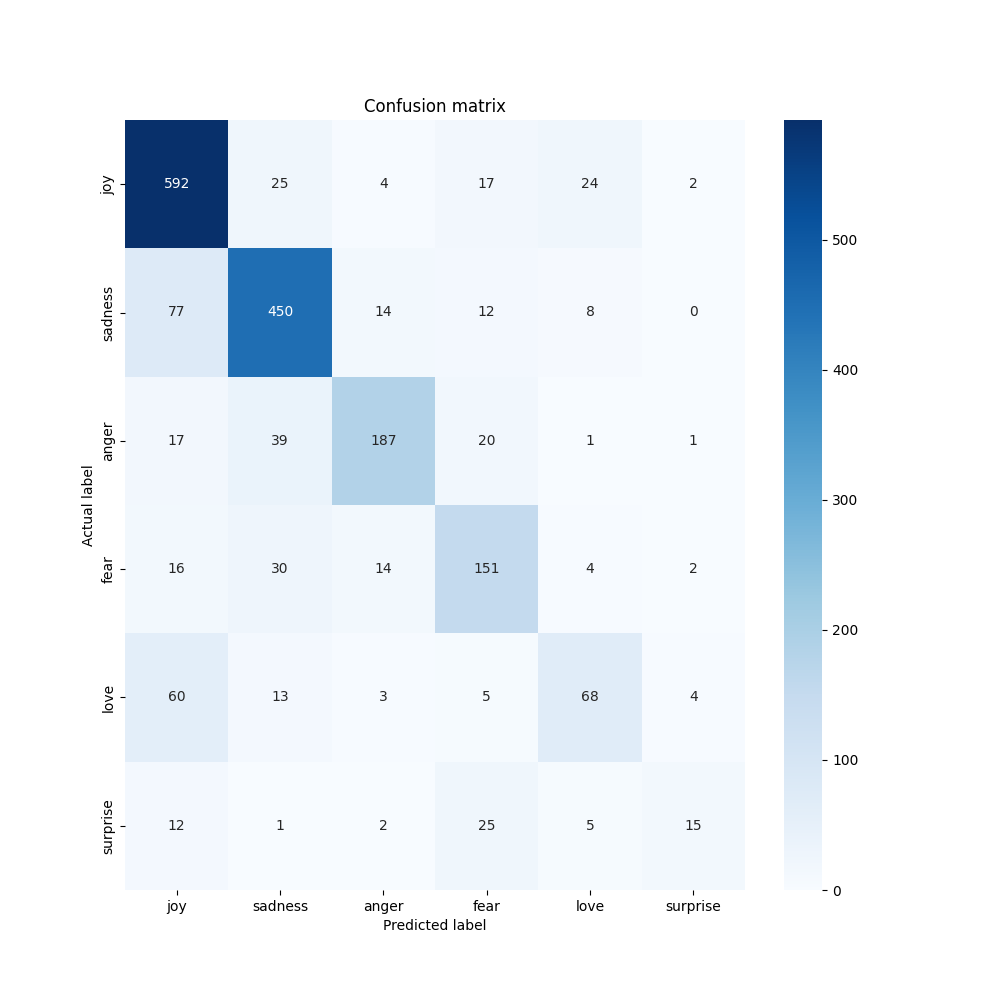 Confusion matrix
joy 592 25 4 17 24 2
sadness 77 450 14 12 8 0
anger 17 39 187 20 1 1
fear 16 30 14 151 4 2
love 60 13 3 5 68 4
surprise 12 1 2 25 5 15
joy sadness anger fear love surprise
Predicted label
Actual label
500
400
300
200
100
0